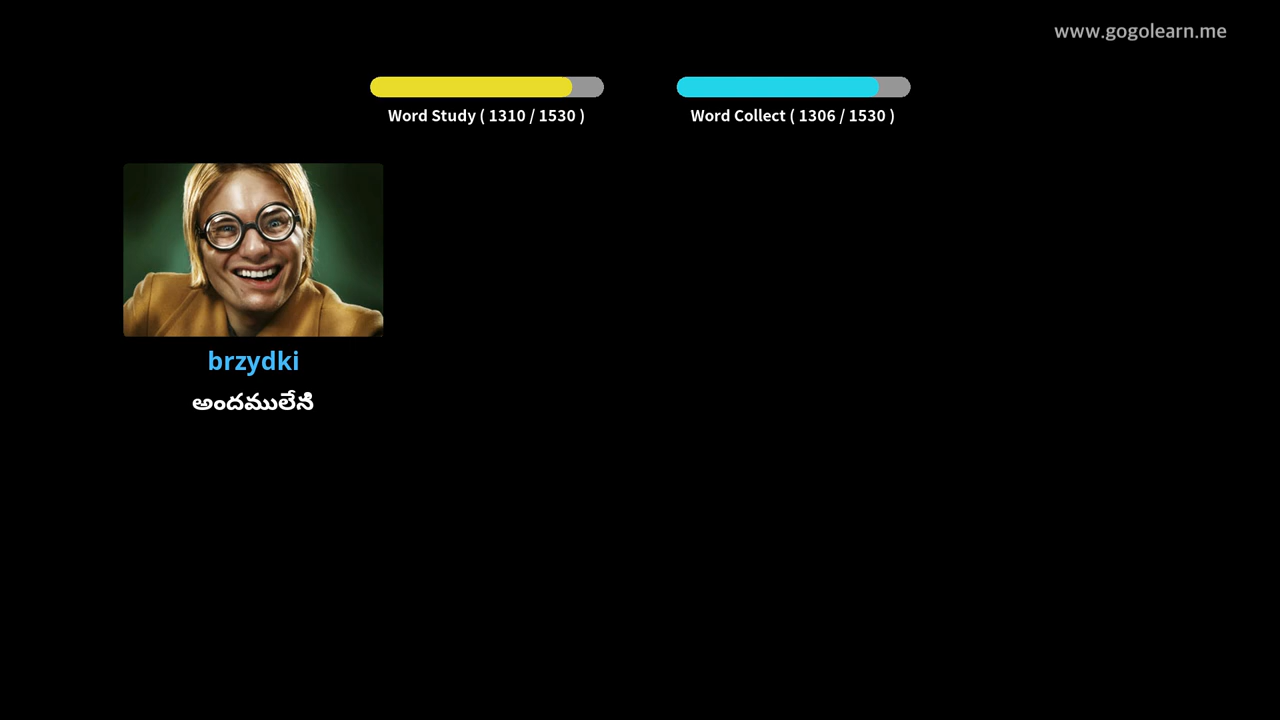 www.gogolearn.me
Word Study ( 1310 / 1530 )
Word Collect ( 1306 / 1530 )
brzydki
అందములేని